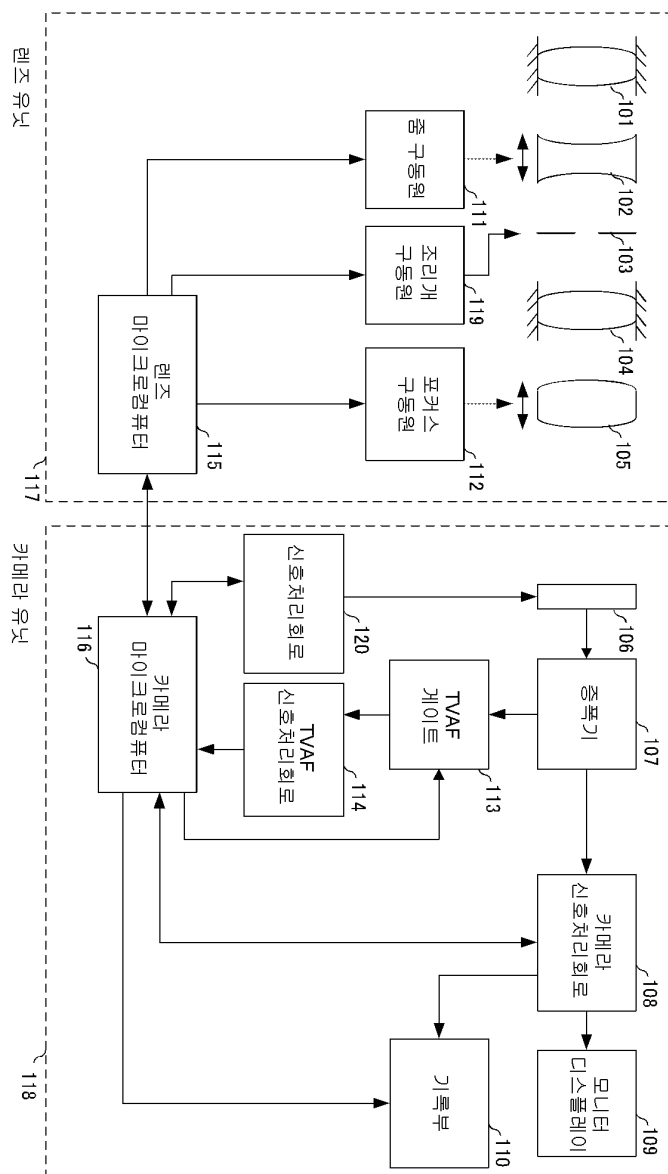 101
102
103
104
105
106
증폭기
107
카메라
신호처리회로
108
모니터
디스플레이
109
줌 구동원
111
조리개
구동원
119
포커스
구동원
112
TVAF
게이트
113
기록부
110
신호처리회로
120
TVAF
신호처리회로
114
렌즈
마이크로컴퓨터
115
카메라
마이크로컴퓨터
116
117
118
렌즈 유닛
카메라 유닛